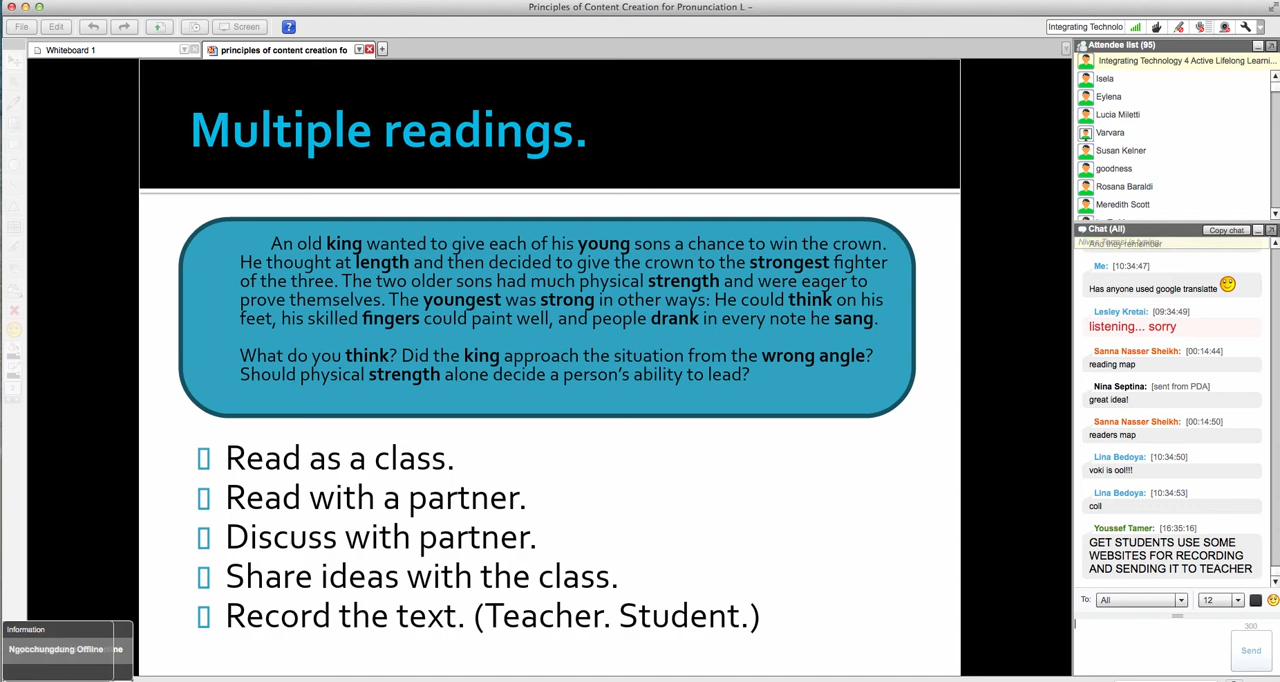 Principles of Content Creation for Pronunciation L -
File
Edit
Screen
?
Integrating Technolo
Whiteboard 1
principles of content creation fo
Multiple readings.
An old king wanted to give each of his young sons a chance to win the crown.
He thought at length and then decided to give the crown to the strongest fighter
of the three. The two older sons had much physical strength and were eager to
prove themselves. The youngest was strong in other ways: He could think on his
feet, his skilled fingers could paint well, and people drank in every note he sang.
What do you think? Did the king approach the situation from the wrong angle?
Should physical strength alone decide a person's ability to lead?
Read as a class.
Read with a partner.
Discuss with partner.
Share ideas with the class.
Record the text. (Teacher. Student.)
Information
Ngocchungdung Offline
Attendee list (95)
Integrating Technology 4 Active Lifelong Learni...
Isela
Eylena
Lucia Miletti
Varvara
Susan Kelner
goodness
Rosana Baraldi
Meredith Scott
Chat (All)
Copy chat
And they remember
Me: [10:34:47]
Has anyone used google translatte
Lesley Kretai: [09:34:49]
listening... sorry
Sanna Nasser Sheikh: [00:14:44]
reading map
Nina Septina: [sent from PDA]
great idea!
Sanna Nasser Sheikh: [00:14:50]
readers map
Lina Bedoya: [10:34:50]
voki is ool!!!
Lina Bedoya: [10:34:53]
coll
Youssef Tamer: [16:35:16]
GET STUDENTS USE SOME
WEBSITES FOR RECORDING
AND SENDING IT TO TEACHER
To: All 12
300
Send